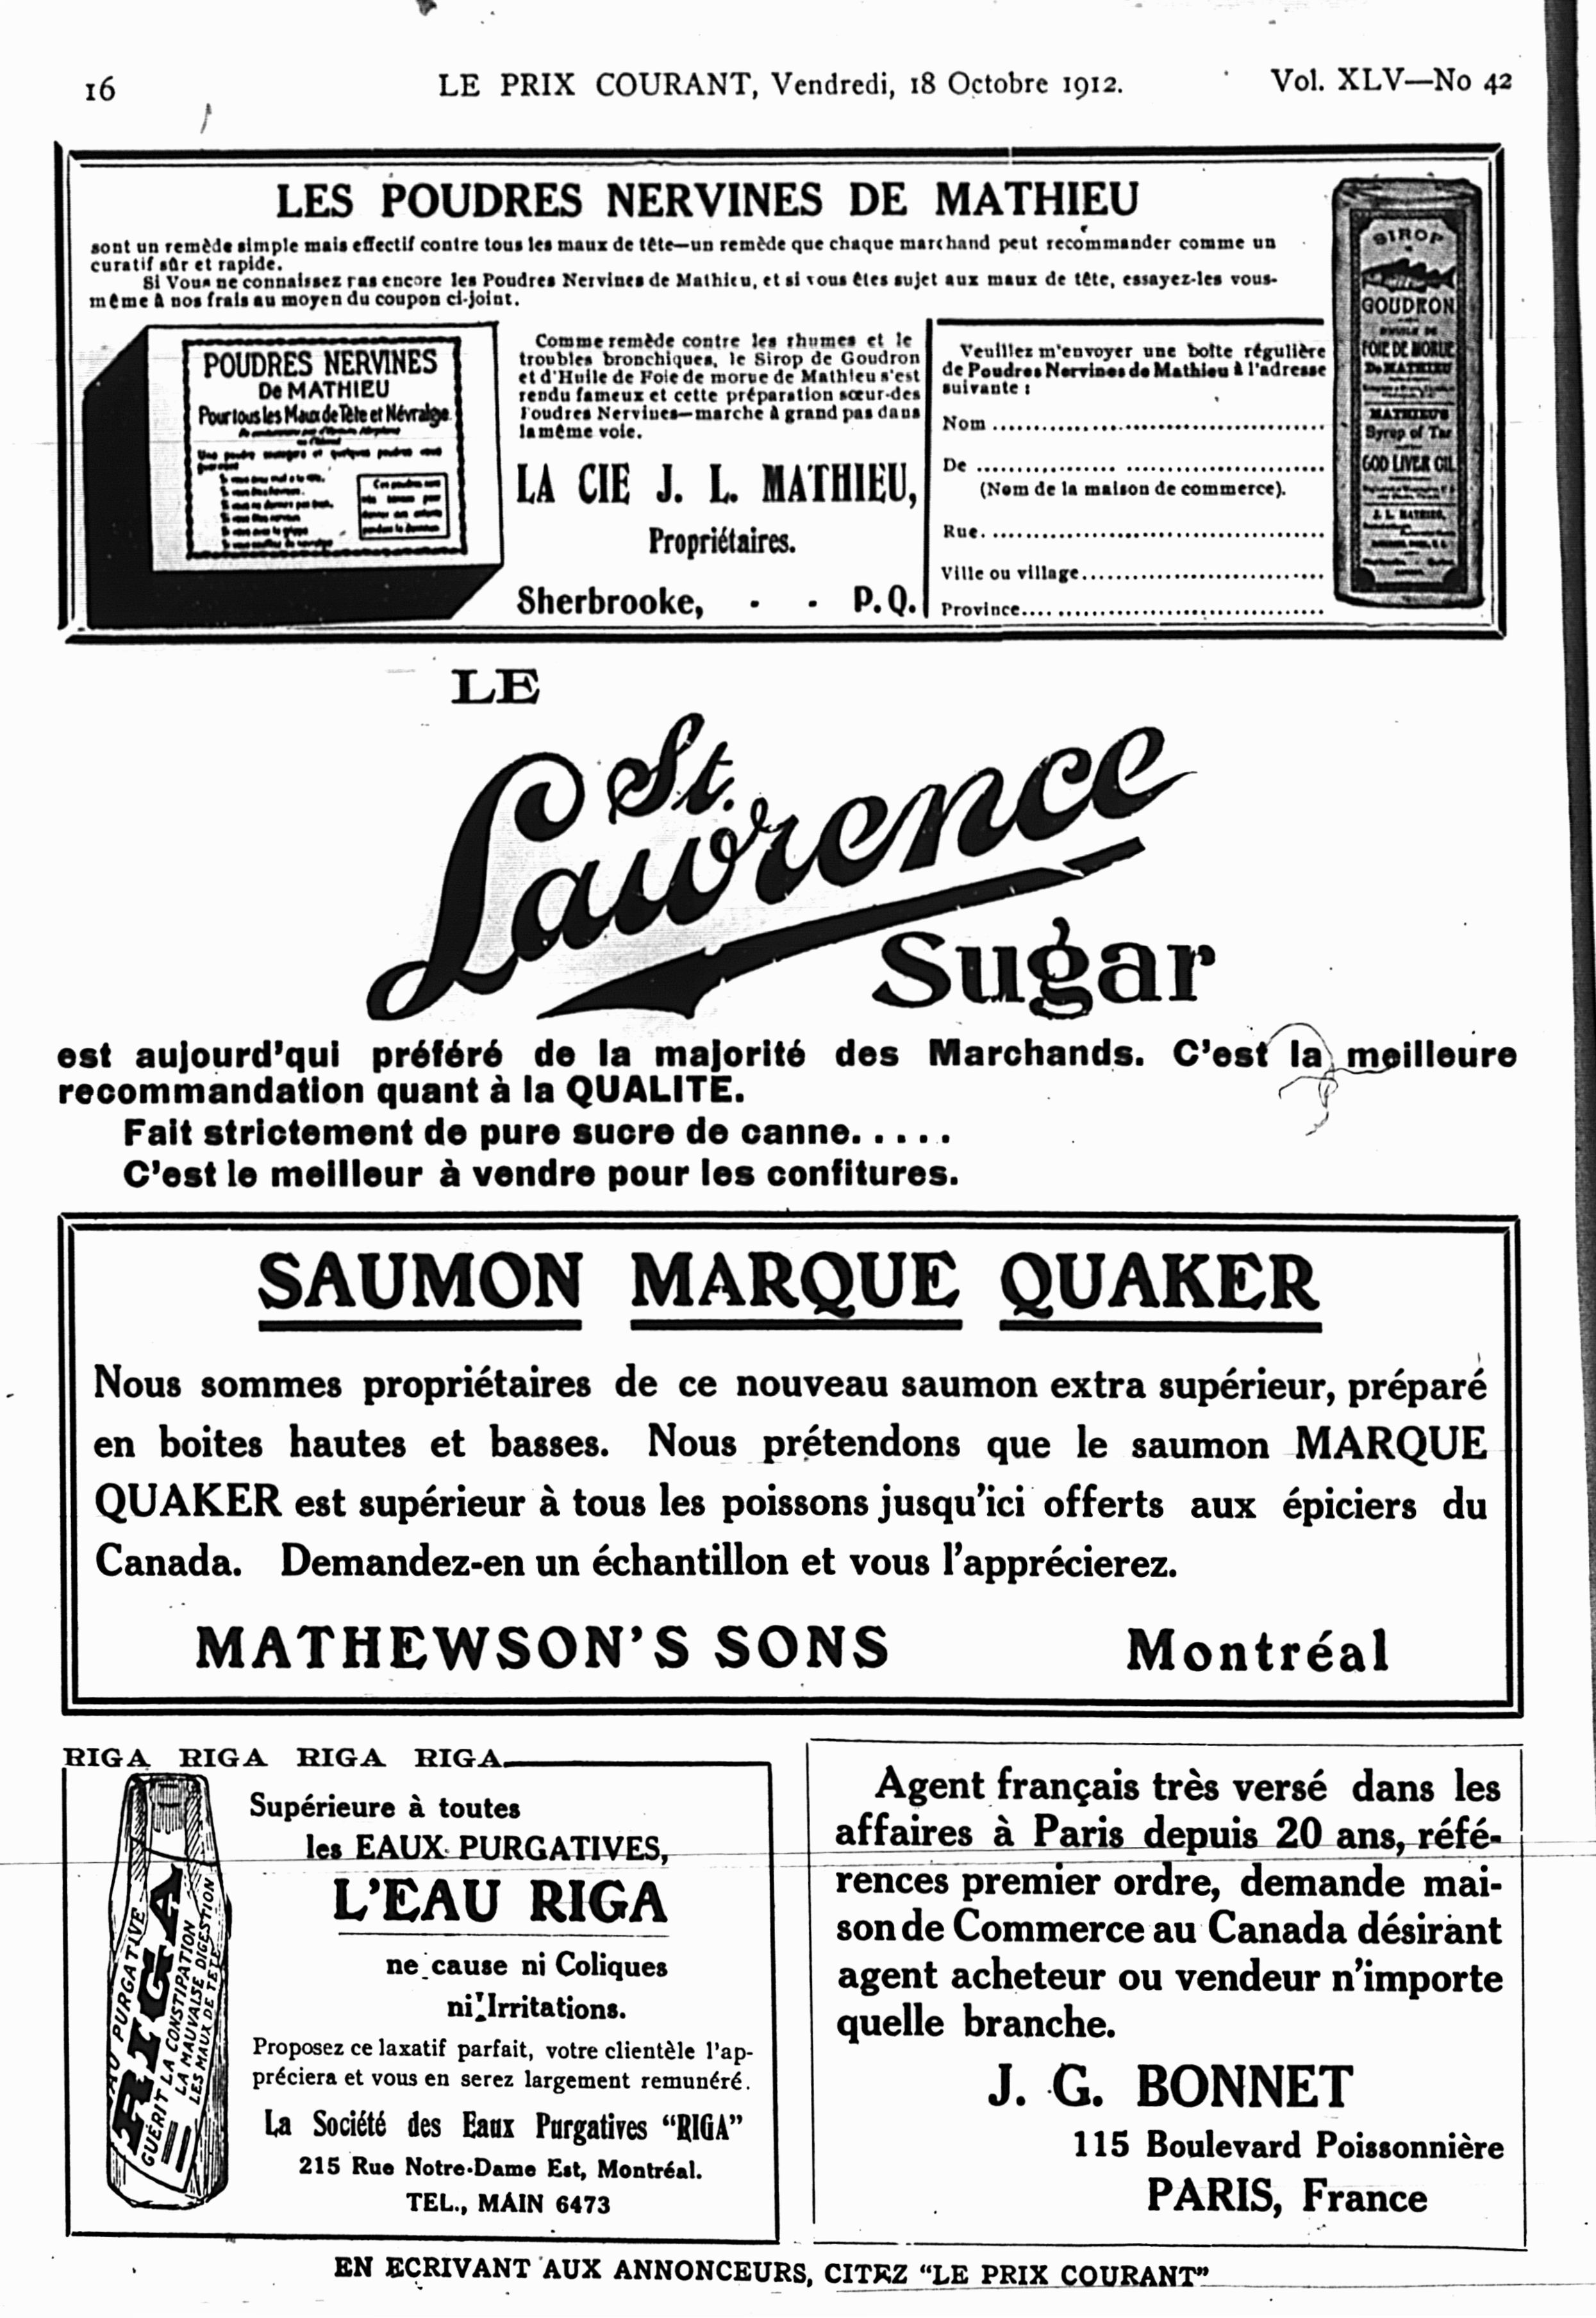 16
LE PRIX COURANT, Vendredi, 18 Octobre 1912.
Vol. XLV—No 42
LES POUDRES NERVINES DE MATHIEU
sont un remède simple mais effectif contre tous les maux de tête—un remède que chaque marchand peut recommander comme un
curatif sûr et rapide.
Si Vous ne connaissez pas encore les Poudres Nervines de Mathieu, et si vous êtes sujet aux maux de tête, essayez-les vous-
même à nos frais au moyen du coupon ci-joint.
POUDRES NERVINES
De MATHIEU
Pour tous les Maux de Tête et Névralgie
Comme remède contre les rhumes et le
troubles bronchiques, le Sirop de Goudron
et d'Huile de Foie de morue de Mathieu s'est
rendu fameux et cette préparation sœur-des
Poudres Nervines—marche à grand pas dans
la même voie.
LA CIE J. L. MATHIEU,
Propriétaires.
Sherbrooke, - - P.Q.
Veuillez m'envoyer une boîte régulière
de Poudres Nervines de Mathieu à l'adresse
suivante :
Nom
De
(Nom de la maison de commerce).
Rue
Ville ou village
Province
SIROP
GOUDRON
D'HUILE DE
FOIE DE MORUE
De MATHIEU
MATHIEU'S
Syrup of Tar
COD LIVER OIL
J. L. MATHIEU,
LE
St.
Lawrence
Sugar
est aujourd'qui préféré de la majorité des Marchands. C'est la meilleure
recommandation quant à la QUALITE.
Fait strictement de pure sucre de canne.....
C'est le meilleur à vendre pour les confitures.
SAUMON MARQUE QUAKER
Nous sommes propriétaires de ce nouveau saumon extra supérieur, préparé
en boites hautes et basses. Nous prétendons que le saumon MARQUE
QUAKER est supérieur à tous les poissons jusqu'ici offerts aux épiciers du
Canada. Demandez-en un échantillon et vous l'apprécierez.
MATHEWSON'S SONS Montréal
RIGA RIGA RIGA RIGA
EAU PURGATIVE
RIGA
GUÉRIT LA CONSTIPATION
LA MAUVAISE DIGESTION
LES MAUX DE TETE
Supérieure à toutes
les EAUX PURGATIVES,
L'EAU RIGA
ne cause ni Coliques
ni Irritations.
Proposez ce laxatif parfait, votre clientèle l'ap-
préciera et vous en serez largement remunéré.
La Société des Eaux Purgatives "RIGA"
215 Rue Notre-Dame Est, Montréal.
TEL., MAIN 6473
Agent français très versé dans les
affaires à Paris depuis 20 ans, réfé-
rences premier ordre, demande mai-
son de Commerce au Canada désirant
agent acheteur ou vendeur n'importe
quelle branche.
J. G. BONNET
115 Boulevard Poissonnière
PARIS, France
EN ECRIVANT AUX ANNONCEURS, CITEZ "LE PRIX COURANT"